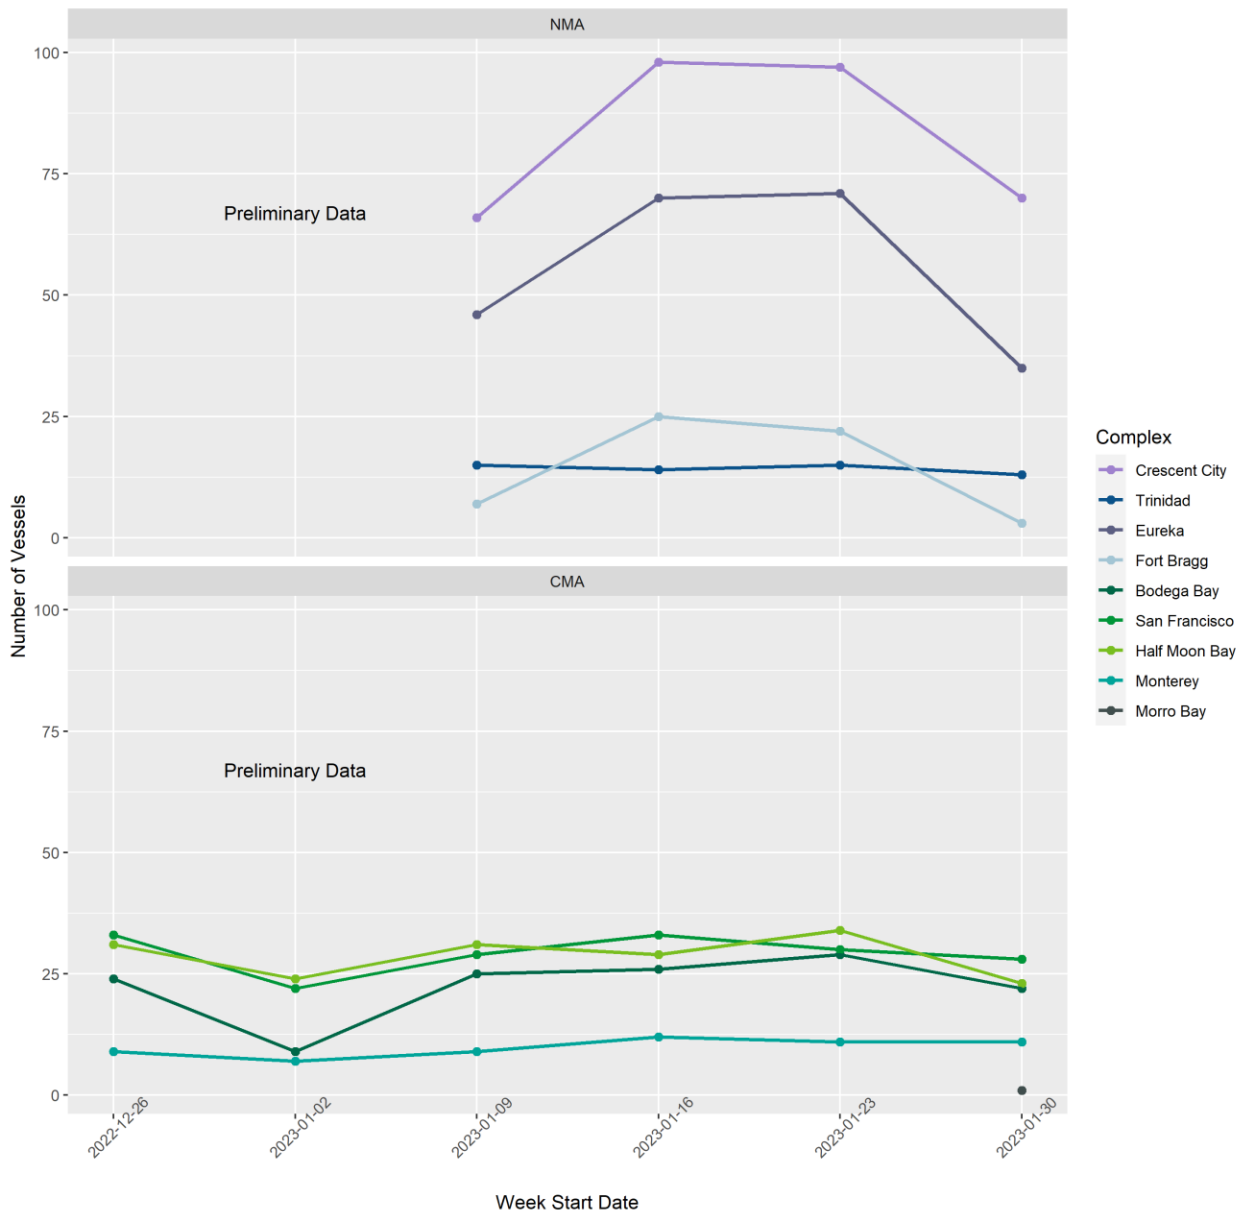 NMA
100
75
Preliminary Data
50
25
0
CMA
100
75
Preliminary Data
50
25
0
Number of Vessels
2022-12-26
2023-01-02
2023-01-09
2023-01-16
2023-01-23
2023-01-30
Week Start Date
Complex
Crescent City
Trinidad
Eureka
Fort Bragg
Bodega Bay
San Francisco
Half Moon Bay
Monterey
Morro Bay